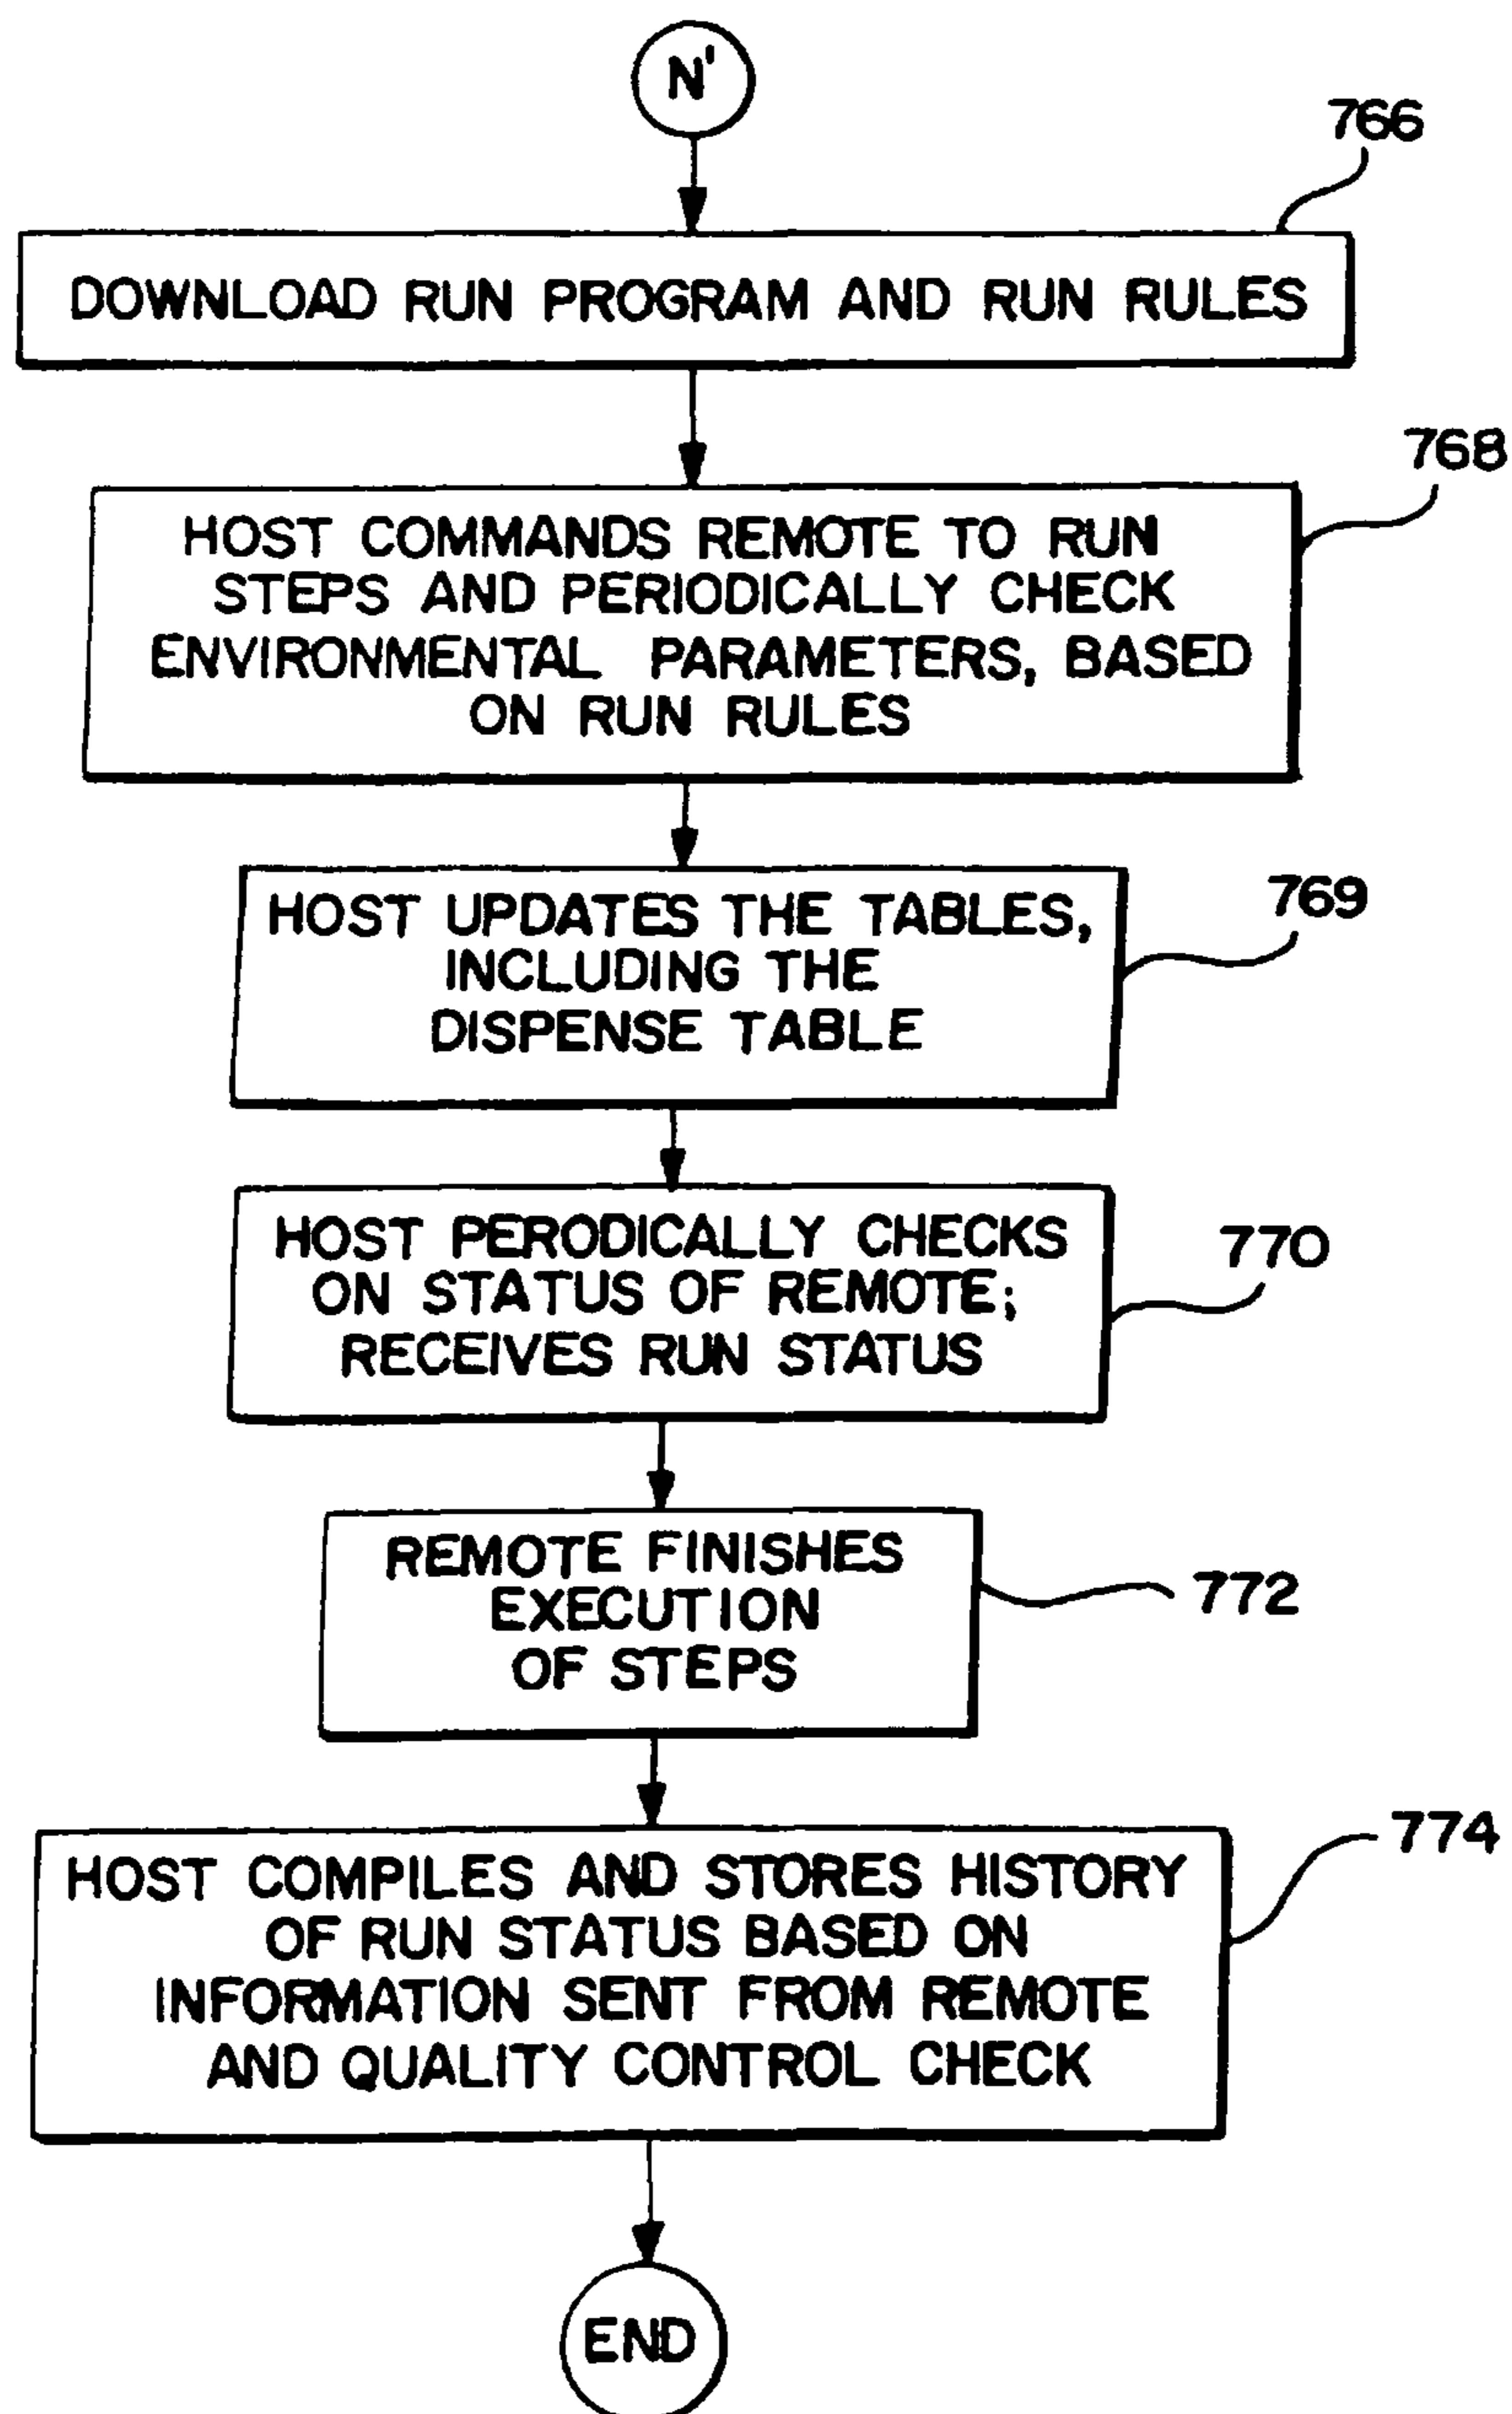 N'
766
DOWNLOAD RUN PROGRAM AND RUN RULES
768
HOST COMMANDS REMOTE TO RUN
STEPS AND PERIODICALLY CHECK
ENVIRONMENTAL PARAMETERS, BASED
ON RUN RULES
769
HOST UPDATES THE TABLES,
INCLUDING THE
DISPENSE TABLE
770
HOST PERODICALLY CHECKS
ON STATUS OF REMOTE;
RECEIVES RUN STATUS
772
REMOTE FINISHES
EXECUTION
OF STEPS
774
HOST COMPILES AND STORES HISTORY
OF RUN STATUS BASED ON
INFORMATION SENT FROM REMOTE
AND QUALITY CONTROL CHECK
END